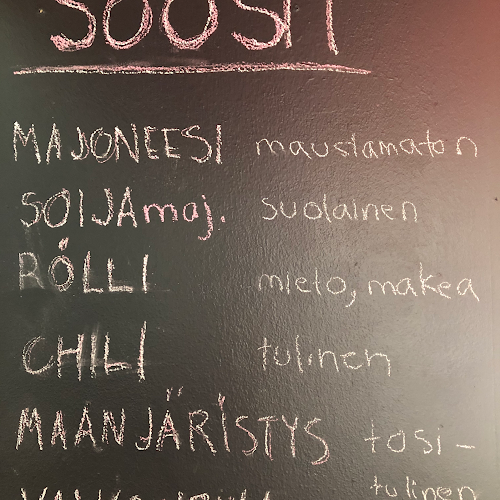 SOOSIT
MAJONEESI maustamaton
SOIJAmaj. suolainen
RÖLLI mieto, makea
CHILI tulinen
MAANJÄRISTYS tosi-
tulinen